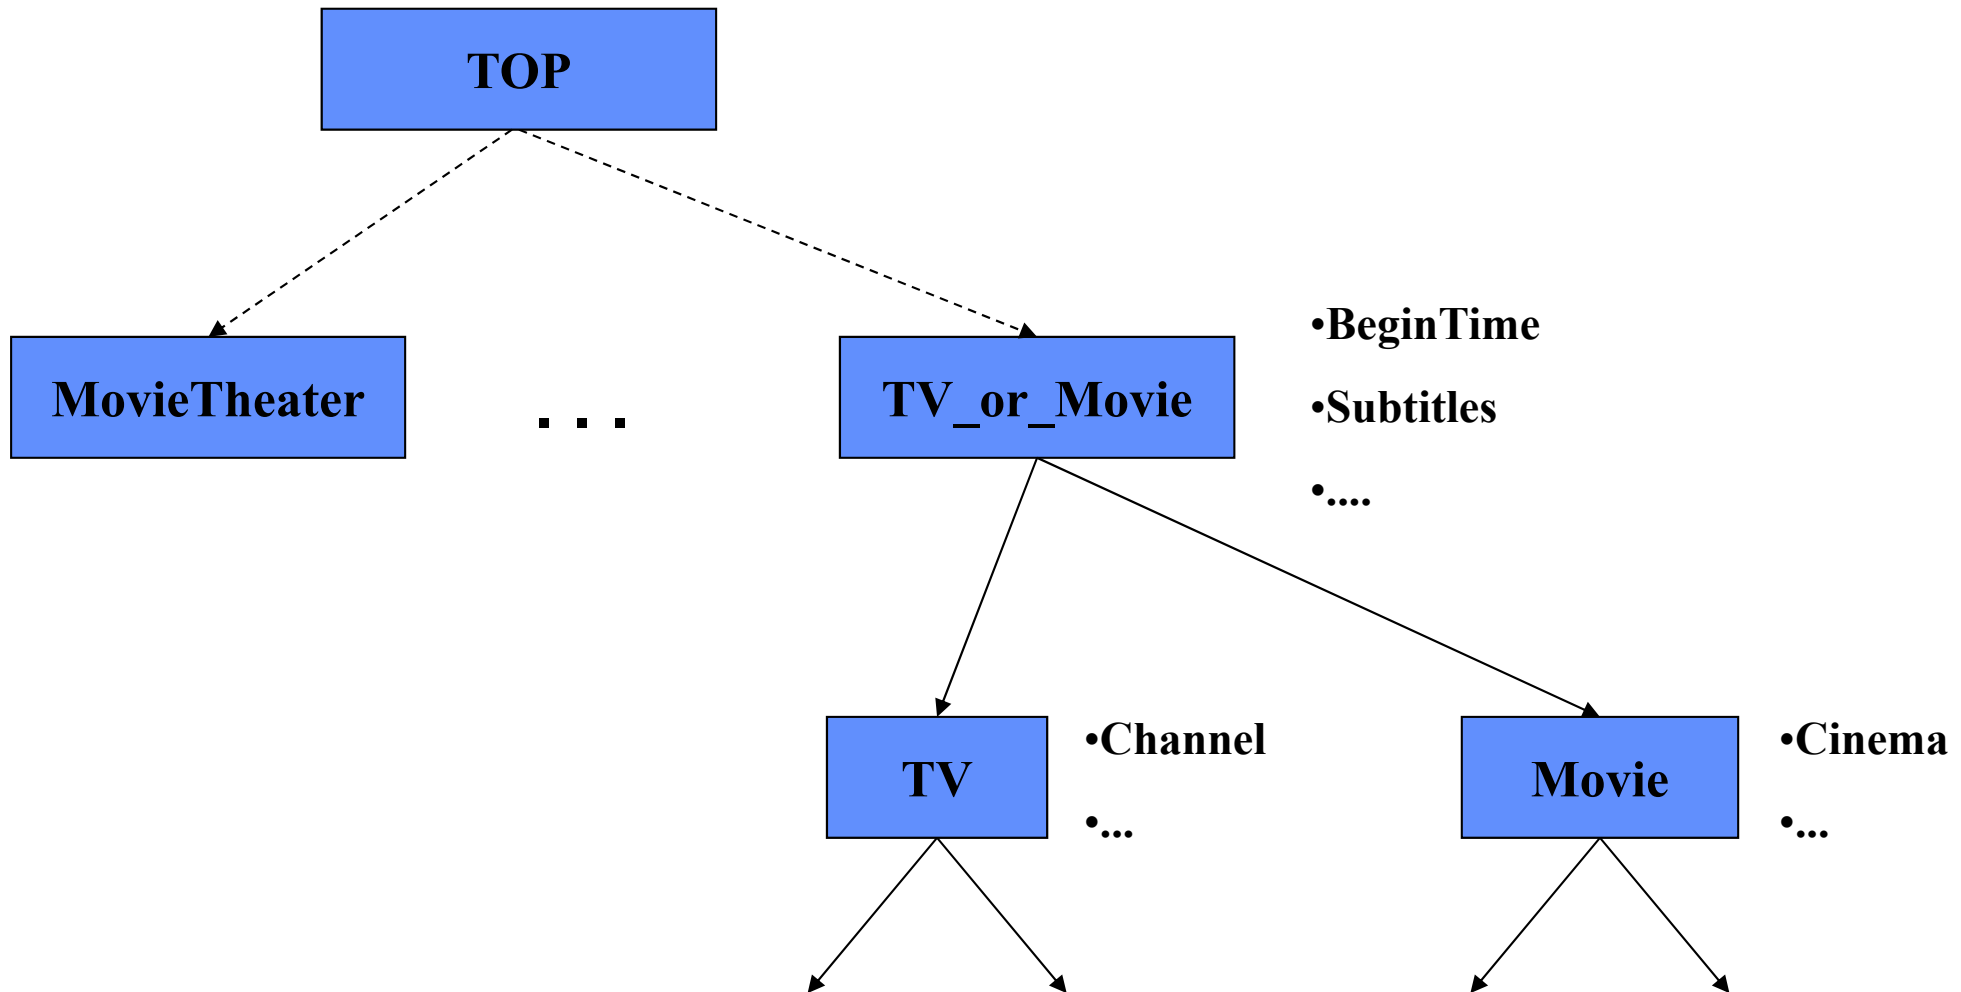 TOP
MovieTheater
. . .
TV_or_Movie
•BeginTime
•Subtitles
•....
TV
•Channel
•...
Movie
•Cinema
•...